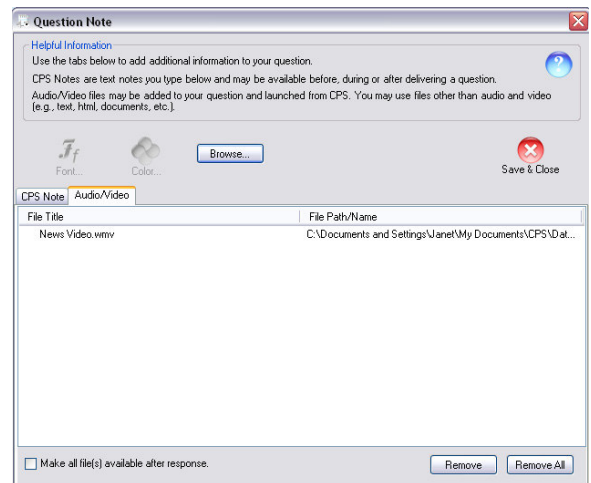 Question Note
Helpful Information
Use the tabs below to add additional information to your question.
CPS Notes are text notes you type below and may be available before, during or after delivering a question.
Audio/Video files may be added to your question and launched from CPS. You may use files other than audio and video
(e.g., text, html, documents, etc.).
Font... Color... Browse... Save & Close
CPS Note Audio/Video
File Title File Path/Name
News Video.wmv C:\Documents and Settings\Janet\My Documents\CPS\Dat...
Make all file(s) available after response. Remove Remove All